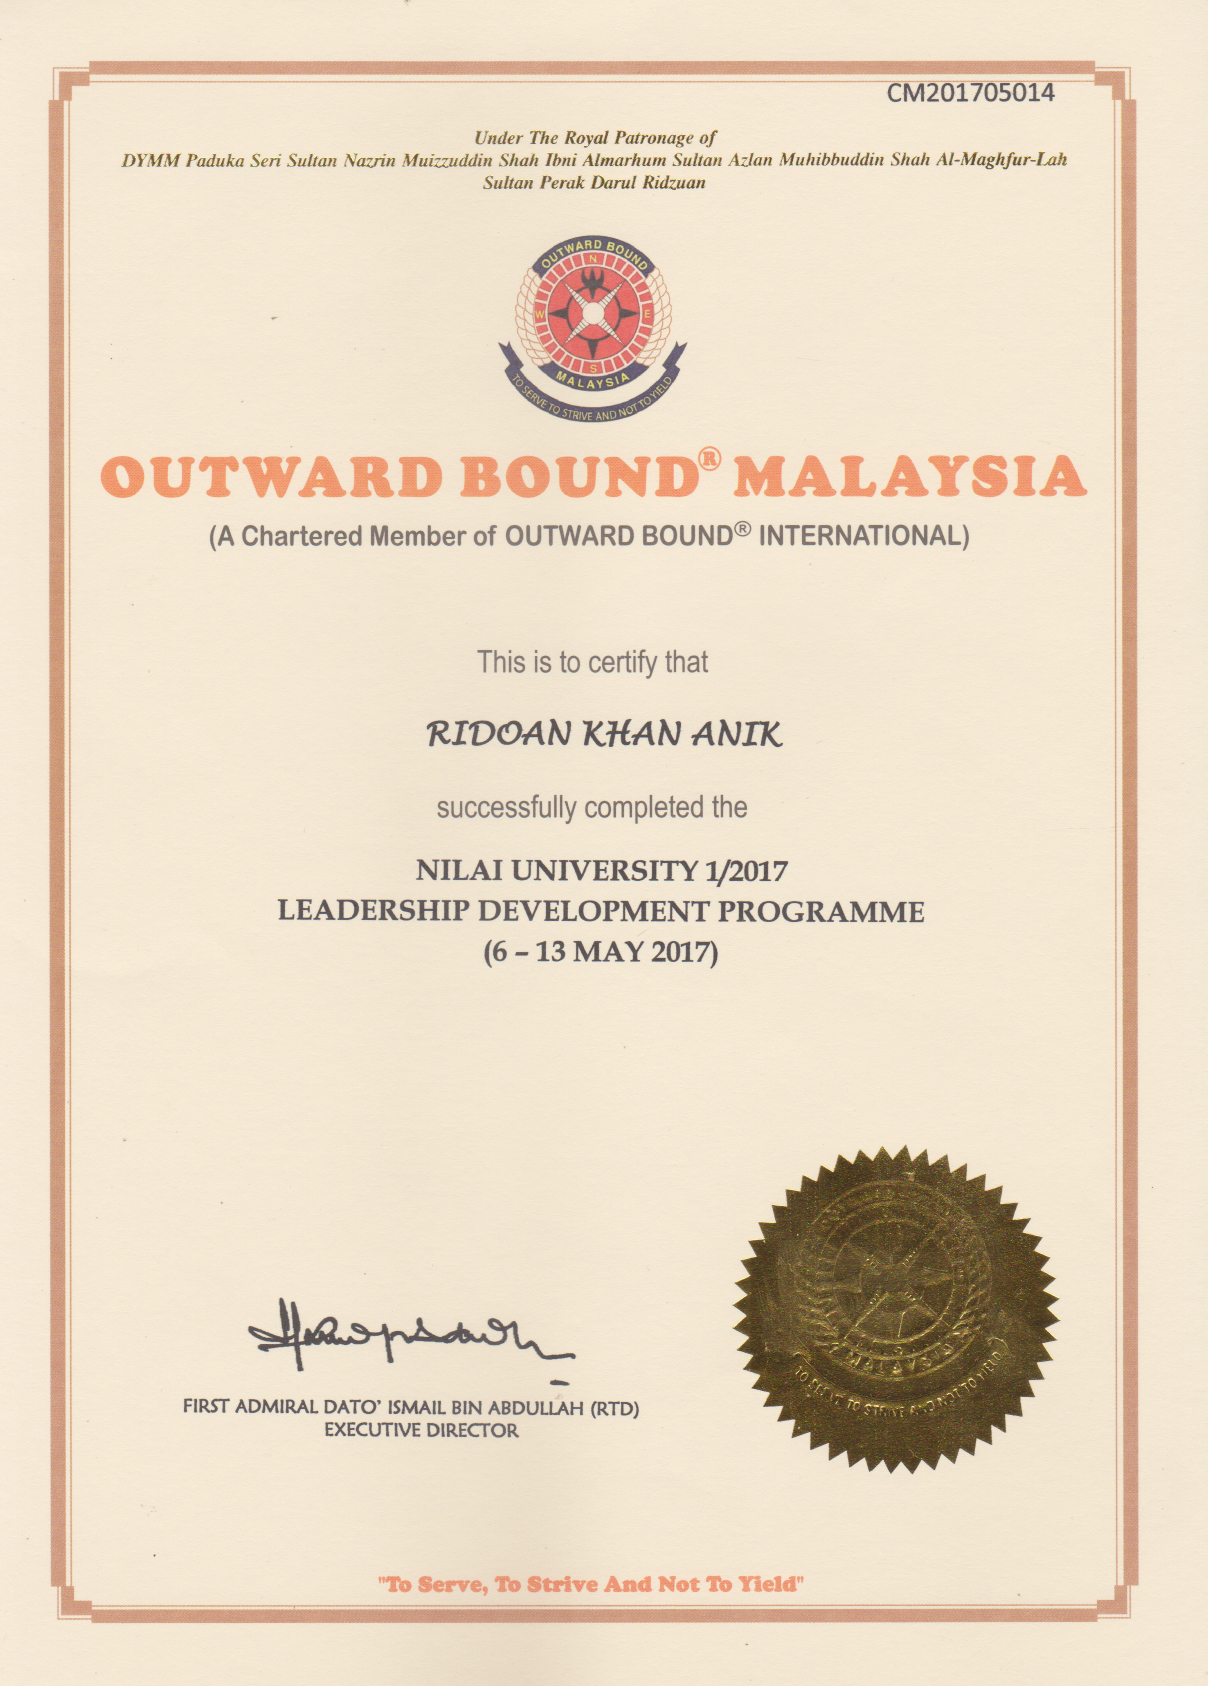 CM201705014
Under The Royal Patronage of
DYMM Paduka Seri Sultan Nazrin Muizzuddin Shah Ibni Almarhum Sultan Azlan Muhibbuddin Shah Al-Maghfur-Lah
Sultan Perak Darul Ridzuan
OUTWARD BOUND
N
W
E
S
MALAYSIA
TO SERVE TO STRIVE AND NOT TO YIELD
OUTWARD BOUND® MALAYSIA
(A Chartered Member of OUTWARD BOUND® INTERNATIONAL)
This is to certify that
RIDOAN KHAN ANIK
successfully completed the
NILAI UNIVERSITY 1/2017
LEADERSHIP DEVELOPMENT PROGRAMME
(6 – 13 MAY 2017)
S
MALAYSIA
TO SERVE TO STRIVE AND NOT TO YIELD
FIRST ADMIRAL DATO' ISMAIL BIN ABDULLAH (RTD)
EXECUTIVE DIRECTOR
"To Serve, To Strive And Not To Yield"